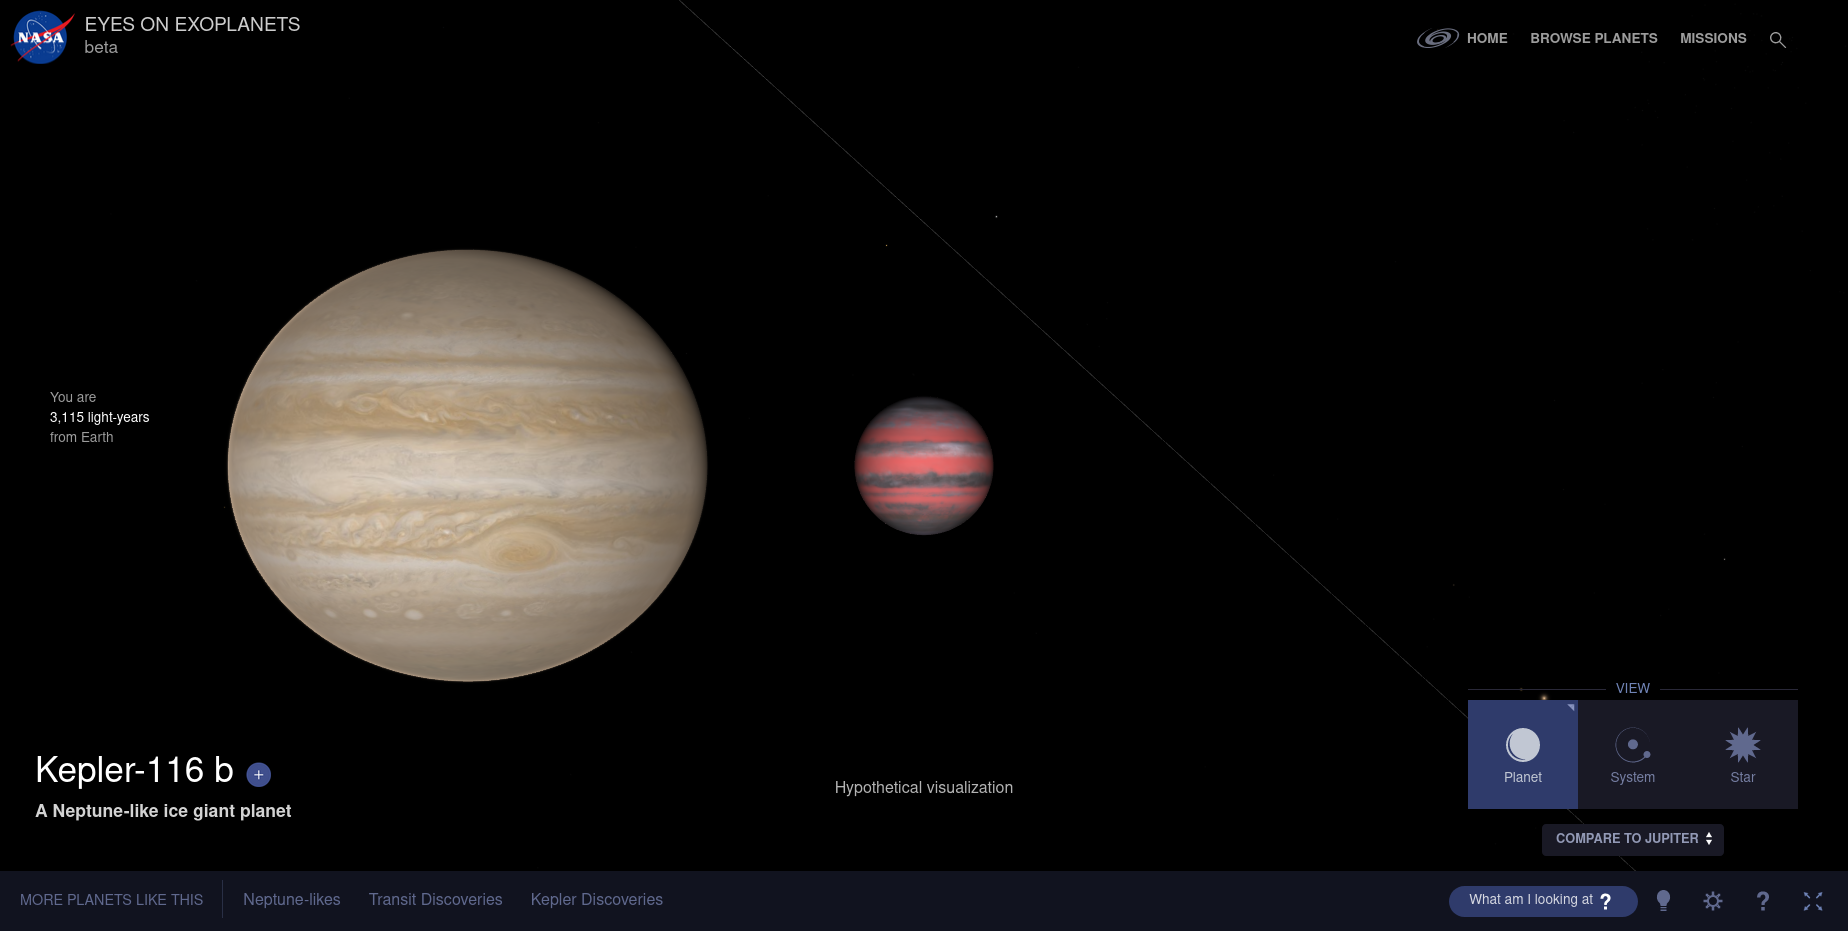 NASA
EYES ON EXOPLANETS
beta
HOME
BROWSE PLANETS
MISSIONS
You are
3,115 light-years
from Earth
Kepler-116 b +
A Neptune-like ice giant planet
Hypothetical visualization
VIEW
Planet
System
Star
COMPARE TO JUPITER
MORE PLANETS LIKE THIS
Neptune-likes
Transit Discoveries
Kepler Discoveries
What am I looking at ?
?